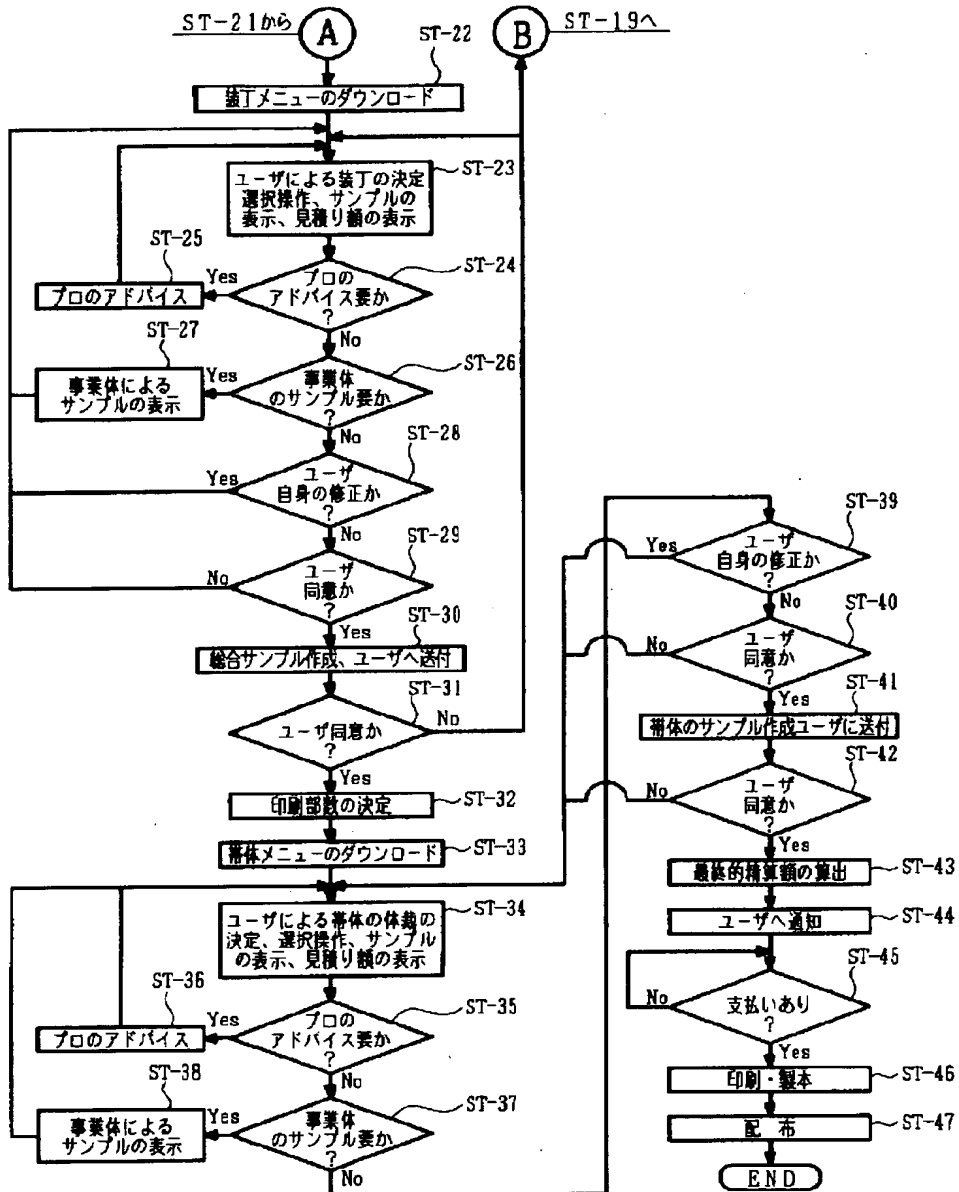 ST-21から
A
B
ST-19へ
ST-22
装丁メニューのダウンロード
ST-23
ユーザによる装丁の決定
選択操作、サンプルの
表示、見積り額の表示
ST-24
プロの
アドバイス要か
?
Yes
No
ST-25
プロのアドバイス
ST-26
事業体
のサンプル要か
?
Yes
No
ST-27
事業体による
サンプルの表示
ST-28
ユーザ
自身の修正か
?
Yes
No
ST-29
ユーザ
同意か
?
No
Yes
ST-30
総合サンプル作成、ユーザへ送付
ST-31
ユーザ同意か
?
No
Yes
ST-32
印刷部数の決定
ST-33
帯体メニューのダウンロード
ST-34
ユーザによる帯体の体裁の
決定、選択操作、サンプル
の表示、見積り額の表示
ST-35
プロの
アドバイス要か
?
Yes
No
ST-36
プロのアドバイス
ST-37
事業体
のサンプル要か
?
Yes
No
ST-38
事業体による
サンプルの表示
ST-39
ユーザ
自身の修正か
?
Yes
No
ST-40
ユーザ
同意か
?
No
Yes
ST-41
帯体のサンプル作成ユーザに送付
ST-42
ユーザ
同意か
?
No
Yes
ST-43
最終的精算額の算出
ST-44
ユーザへ通知
ST-45
支払いあり
?
No
Yes
ST-46
印刷・製本
ST-47
配 布
END